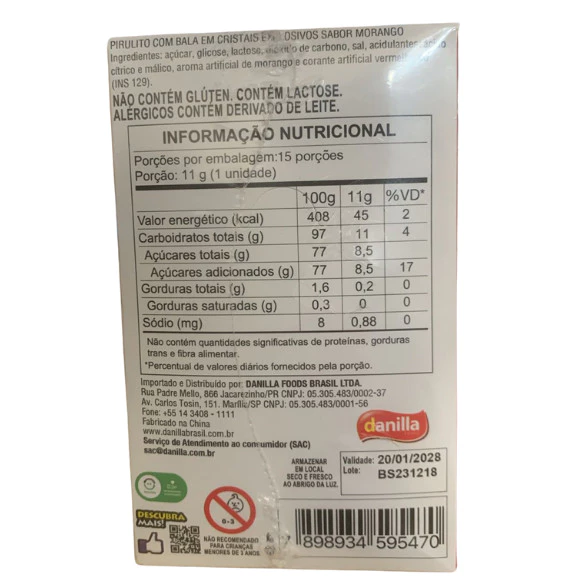 PIRULITO COM BALA EM CRISTAIS EXPLOSIVOS SABOR MORANGO
Ingredientes: açúcar, glicose, lactose, de carbono, sal, acidulantes
cítrico e málico, aroma artificial de morango e corante artificial
(INS 129).
NÃO CONTÉM GLÚTEN. CONTÉM LACTOSE.
ALÉRGICOS CONTÉM DERIVADO DE LEITE.
INFORMAÇÃO NUTRICIONAL
Porções por embalagem:15 porções
Porção: 11 g (1 unidade)
100g 11g %VD*
Valor energético (kcal) 408 45 2
Carboidratos totais (g) 97 11 4
Açúcares totais (g) 77 8,5
Açúcares adicionados (g) 77 8,5 17
Gorduras totais (g) 1,6 0,2 0
Gorduras saturadas (g) 0,3 0 0
Sódio (mg) 8 0,88 0
Não contém quantidades significativas de proteínas, gorduras
trans e fibra alimentar.
*Percentual de valores diários fornecidos pela porção.
Importado e Distribuído por: DANILLA FOODS BRASIL LTDA.
Rua Padre Mello, 866 Jacarezinho/PR CNPJ: 05.305.483/0002-37
Av. Carlos Tosin, 151. Marília/SP CNPJ: 05.305.483/0001-56
Fone: +55 14 3408 - 1111
Fabricado na China
www.danillabrasil.com.br
Serviço de Atendimento ao consumidor (SAC)
sac@danilla.com.br
danilla
ARMAZENAR
EM LOCAL
SECO E FRESCO
AO ABRIGO DA LUZ.
Validade: 20/01/2028
Lote: BS231218
DESCUBRA
MAIS!
0-3
NÃO RECOMENDADO
PARA CRIANÇAS
MENORES DE 3 ANOS
7 898934 595470